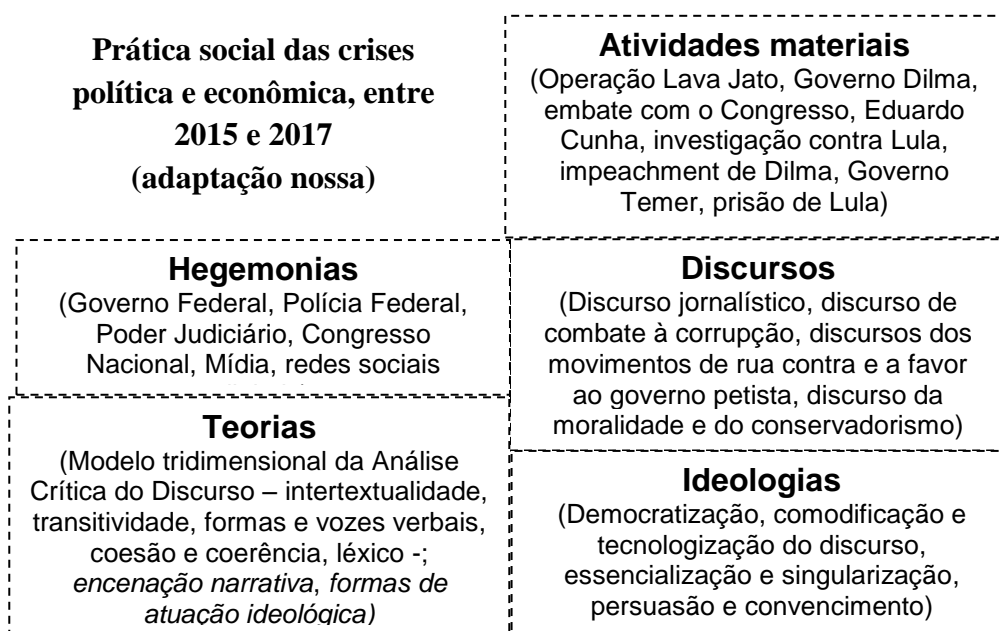 Prática social das crises
política e econômica, entre
2015 e 2017
(adaptação nossa)
Atividades materiais
(Operação Lava Jato, Governo Dilma,
embate com o Congresso, Eduardo
Cunha, investigação contra Lula,
impeachment de Dilma, Governo
Temer, prisão de Lula)
Hegemonias
(Governo Federal, Polícia Federal,
Poder Judiciário, Congresso
Nacional, Mídia, redes sociais
Discursos
(Discurso jornalístico, discurso de
combate à corrupção, discursos dos
movimentos de rua contra e a favor
ao governo petista, discurso da
moralidade e do conservadorismo)
Teorias
(Modelo tridimensional da Análise
Crítica do Discurso – intertextualidade,
transitividade, formas e vozes verbais,
coesão e coerência, léxico -;
encenação narrativa, formas de
atuação ideológica)
Ideologias
(Democratização, comodificação e
tecnologização do discurso,
essencialização e singularização,
persuasão e convencimento)